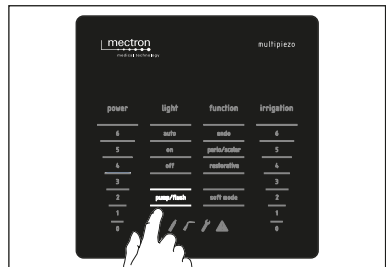 mectron
medical technology
multipiezo
power light function irrigation
6 auto endo 6
5 on perio/scaler 5
4 off restorative 4
3 3
2 pump/flush soft mode 2
1 1
0 0